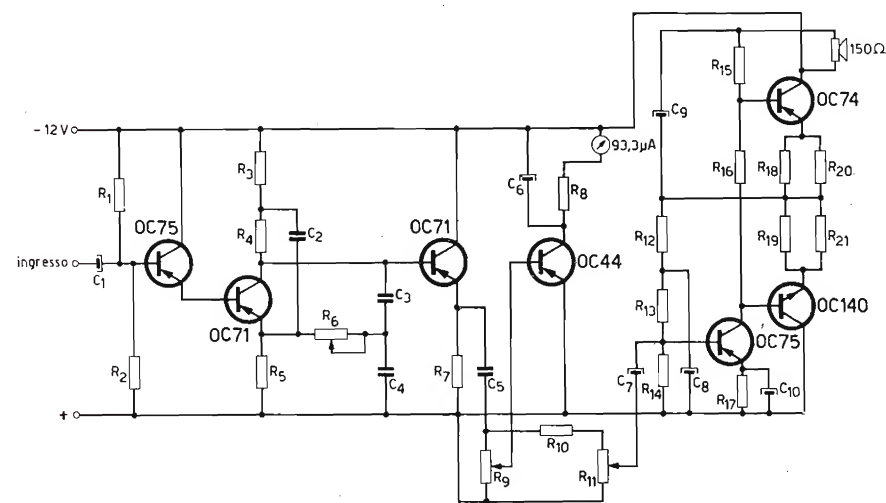 150Ω
R15
OC74
C9
-12V
93,3µA
R3
C6
R8
R16
R18
R20
R1
OC75
R4
C2
OC71
R12
R19
R21
ingresso
C1
OC44
OC71
R6
C3
R13
OC140
OC75
R2
R5
C4
R7
C5
C7
R14
C8
R17
C10
+
R10
R9
R11